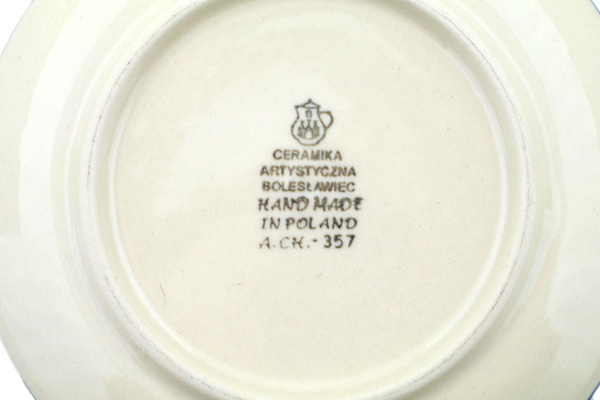 B
CERAMIKA
ARTYSTYCZNA
BOLESŁAWIEC
HAND MADE
IN POLAND
A.CH.- 357